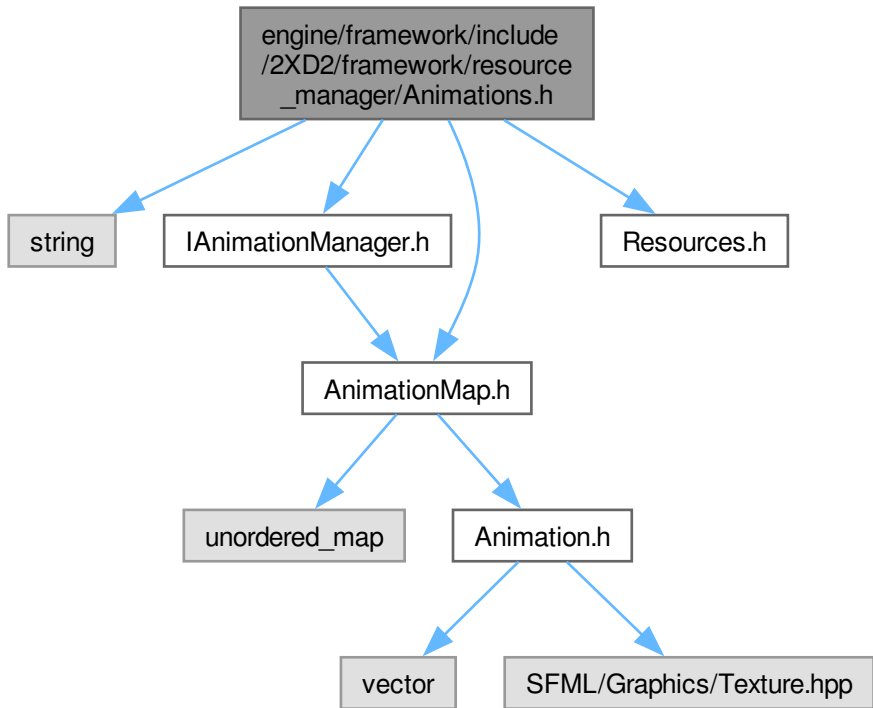 engine/framework/include
/2XD2/framework/resource
_manager/Animations.h
string
IAnimationManager.h
Resources.h
AnimationMap.h
unordered_map
Animation.h
vector
SFML/Graphics/Texture.hpp